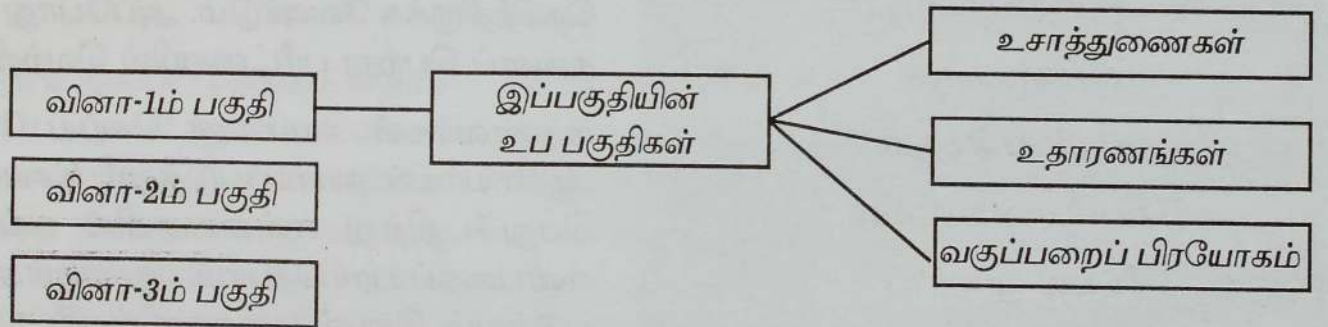 வினா-1ம் பகுதி
வினா-2ம் பகுதி
வினா-3ம் பகுதி
இப்பகுதியின்
உப பகுதிகள்
உசாத்துணைகள்
உதாரணங்கள்
வகுப்பறைப் பிரயோகம்